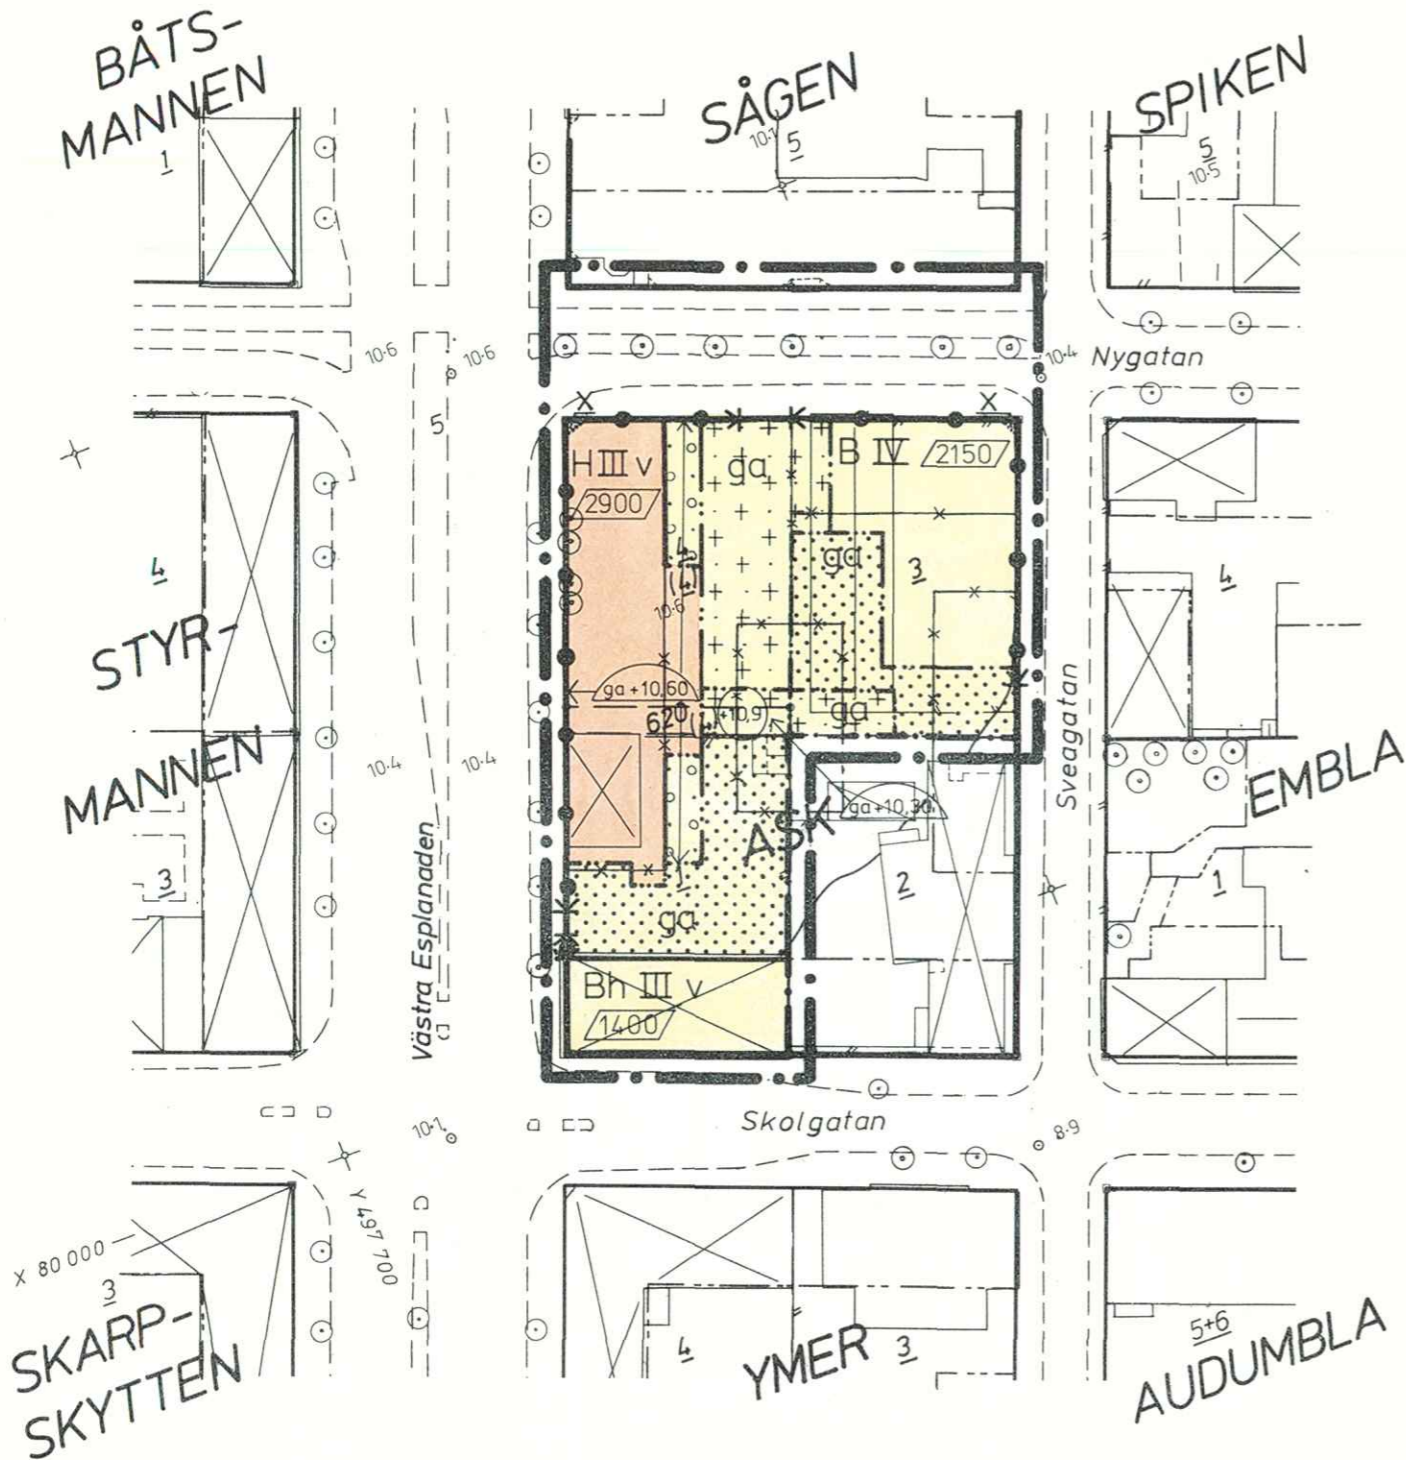 BÅTS-
MANNEN
1
SÅGEN
10.1
5
SPIKEN
5
10.5
10.6
10.6
10.4
Nygatan
5
X
X
H III v
2900
ga
B IV
2150
ga
3
4
(4)
10.6
4
4
STYR-
MANNEN
ga +10,60
620
+10,9
ga
Sveagatan
10.4
10.4
EMBLA
ga +10,30
ASK
Västra Esplanaden
3
2
1
ga
Bh III v
1400
Skolgatan
10.1
8.9
Y 497 700
X 80 000
3
SKARP-
SKYTTEN
4
YMER
3
5+6
AUDUMBLA